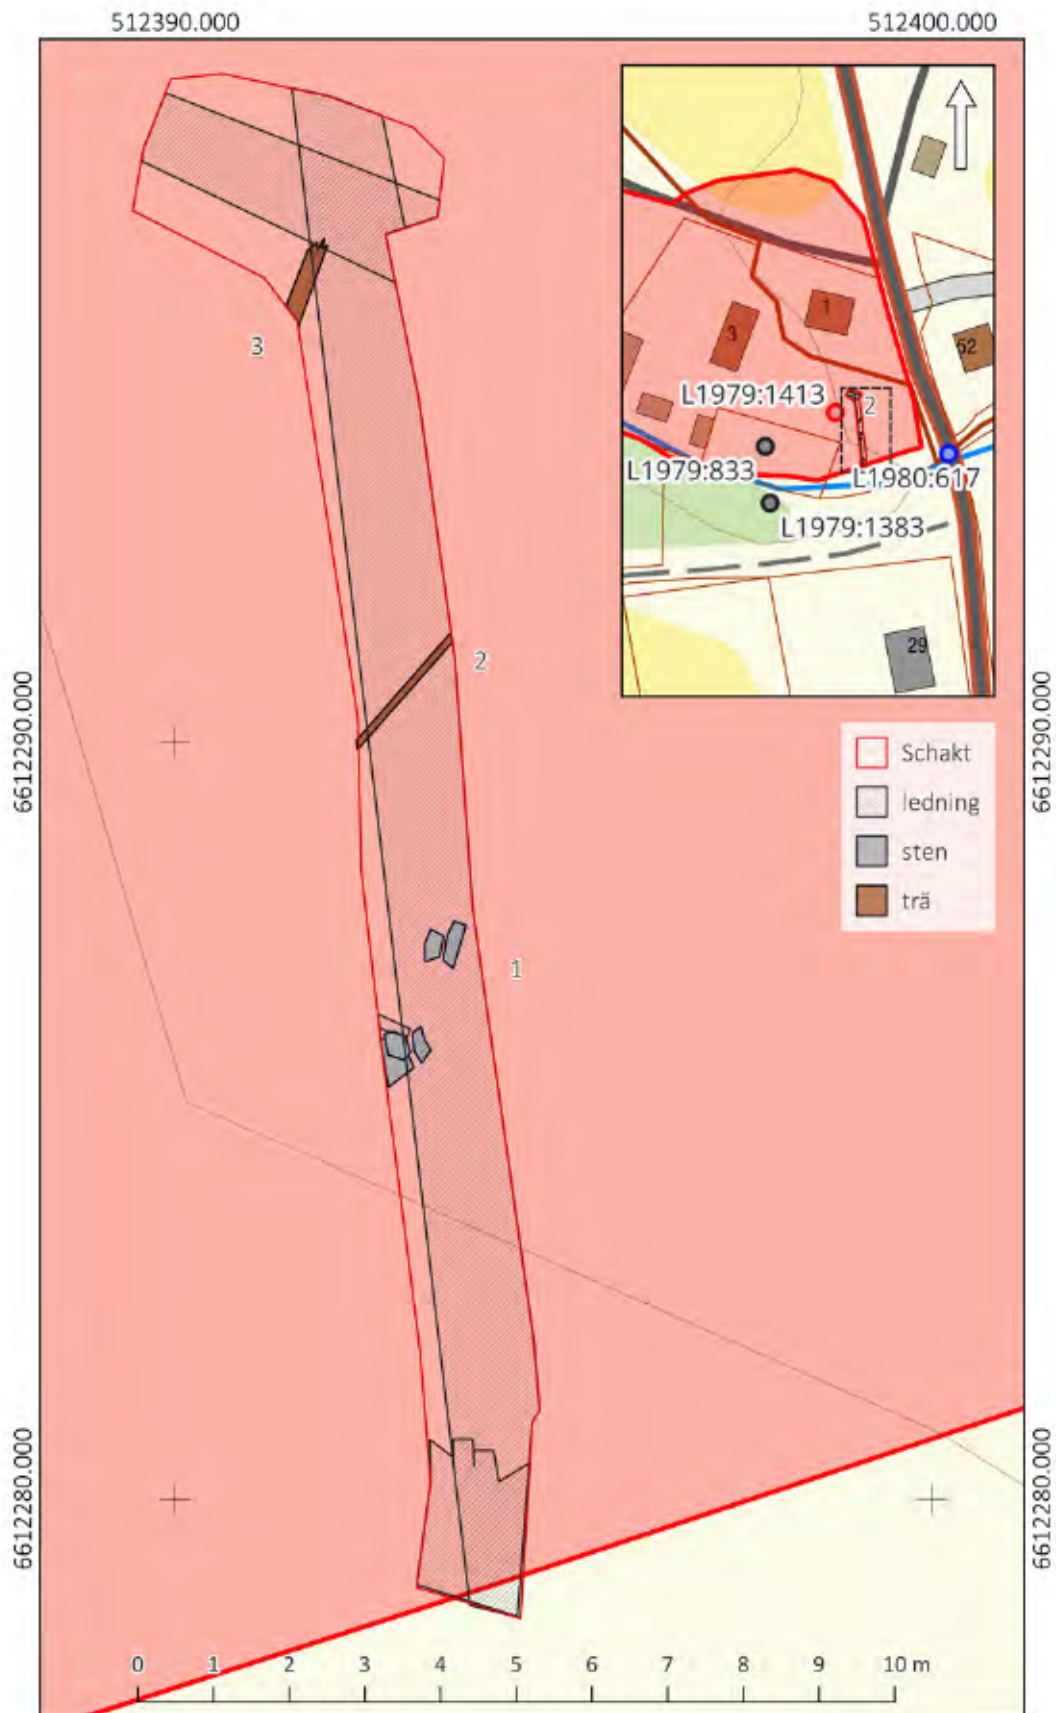 512390.000
512400.000
1
3
52
L1979:1413
2
L1979:833
L1980:617
L1979:1383
29
3
2
6612290.000
6612290.000
Schakt
ledning
sten
trä
1
6612280.000
6612280.000
0 1 2 3 4 5 6 7 8 9 10 m